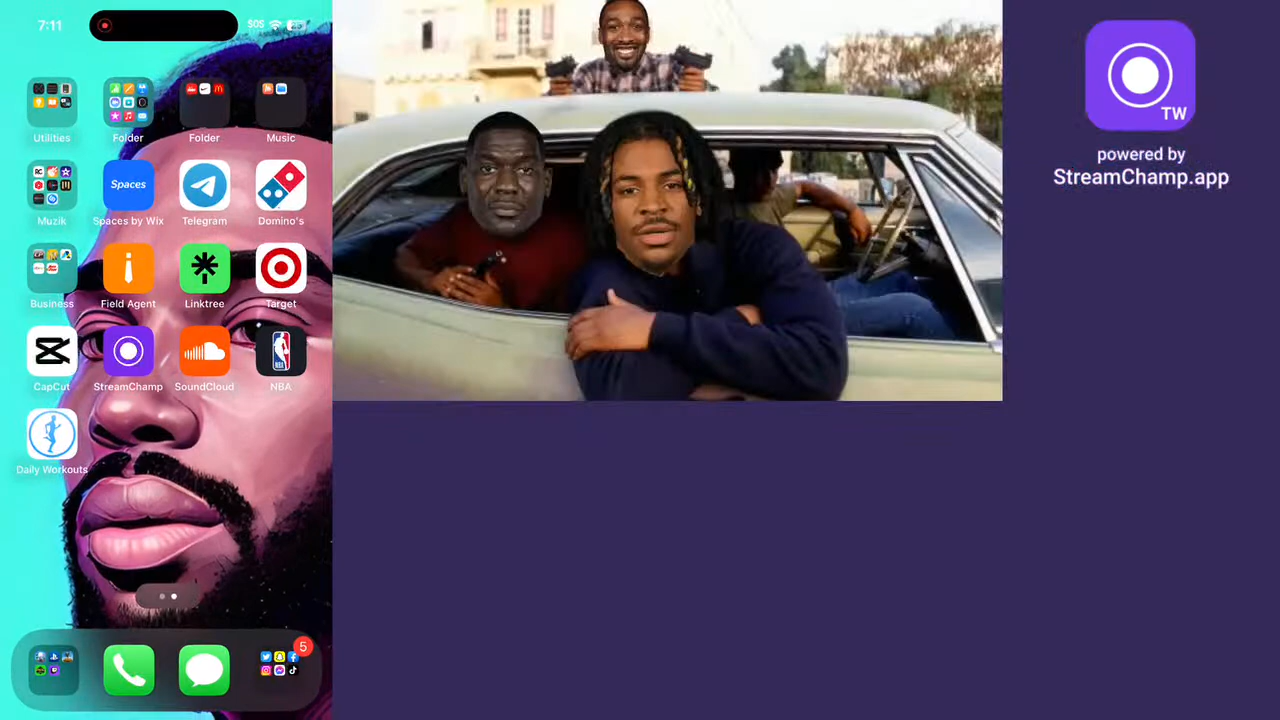 7:11
SOS
Utilities
Folder
Folder
Music
Muzik
Spaces
Spaces by Wix
Telegram
Domino's
Business
Field Agent
Linktree
Target
CapCut
StreamChamp
SoundCloud
NBA
Daily Workouts
5
TW
powered by
StreamChamp.app